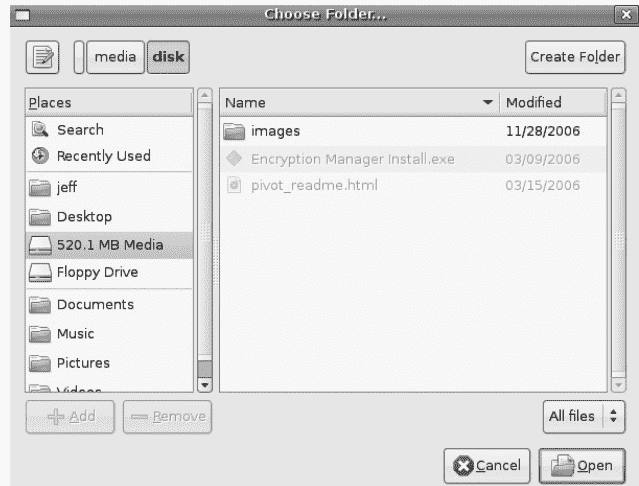 Choose Folder...
media disk Create Folder
Places
Search
Recently Used
jeff
Desktop
520.1 MB Media
Floppy Drive
Documents
Music
Pictures
Videos
Name Modified
images 11/28/2006
Encryption Manager Install.exe 03/09/2006
pivot_readme.html 03/15/2006
Add Remove
All files
Cancel Open